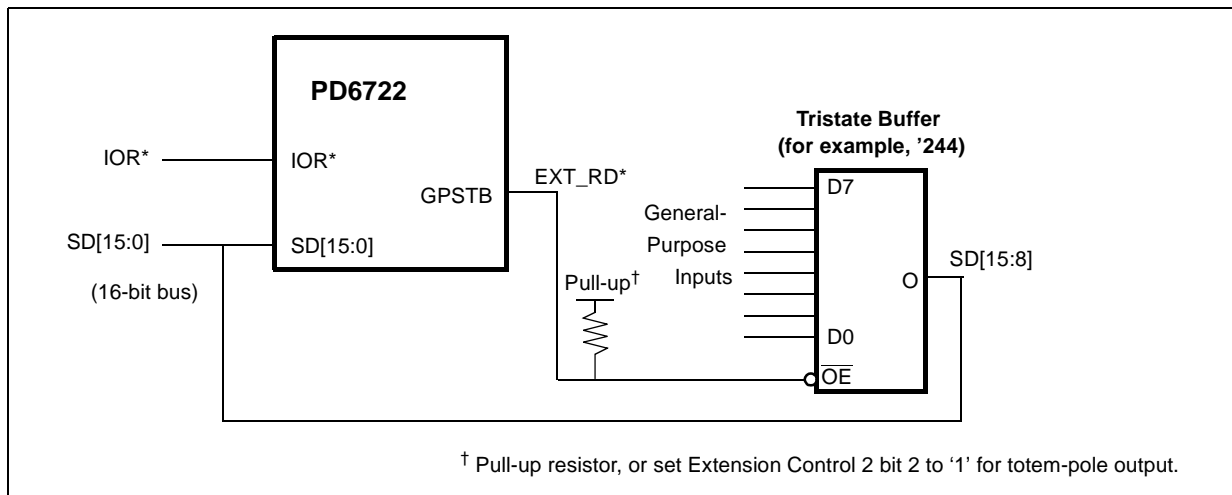 PD6722
Tristate Buffer
(for example, ’244)
IOR*
IOR*
D7
EXT_RD*
GPSTB
General-
SD[15:0]
SD[15:0]
Purpose
SD[15:8]
(16-bit bus)
Pull-up†
Inputs
O
D0
OE
† Pull-up resistor, or set Extension Control 2 bit 2 to ‘1’ for totem-pole output.